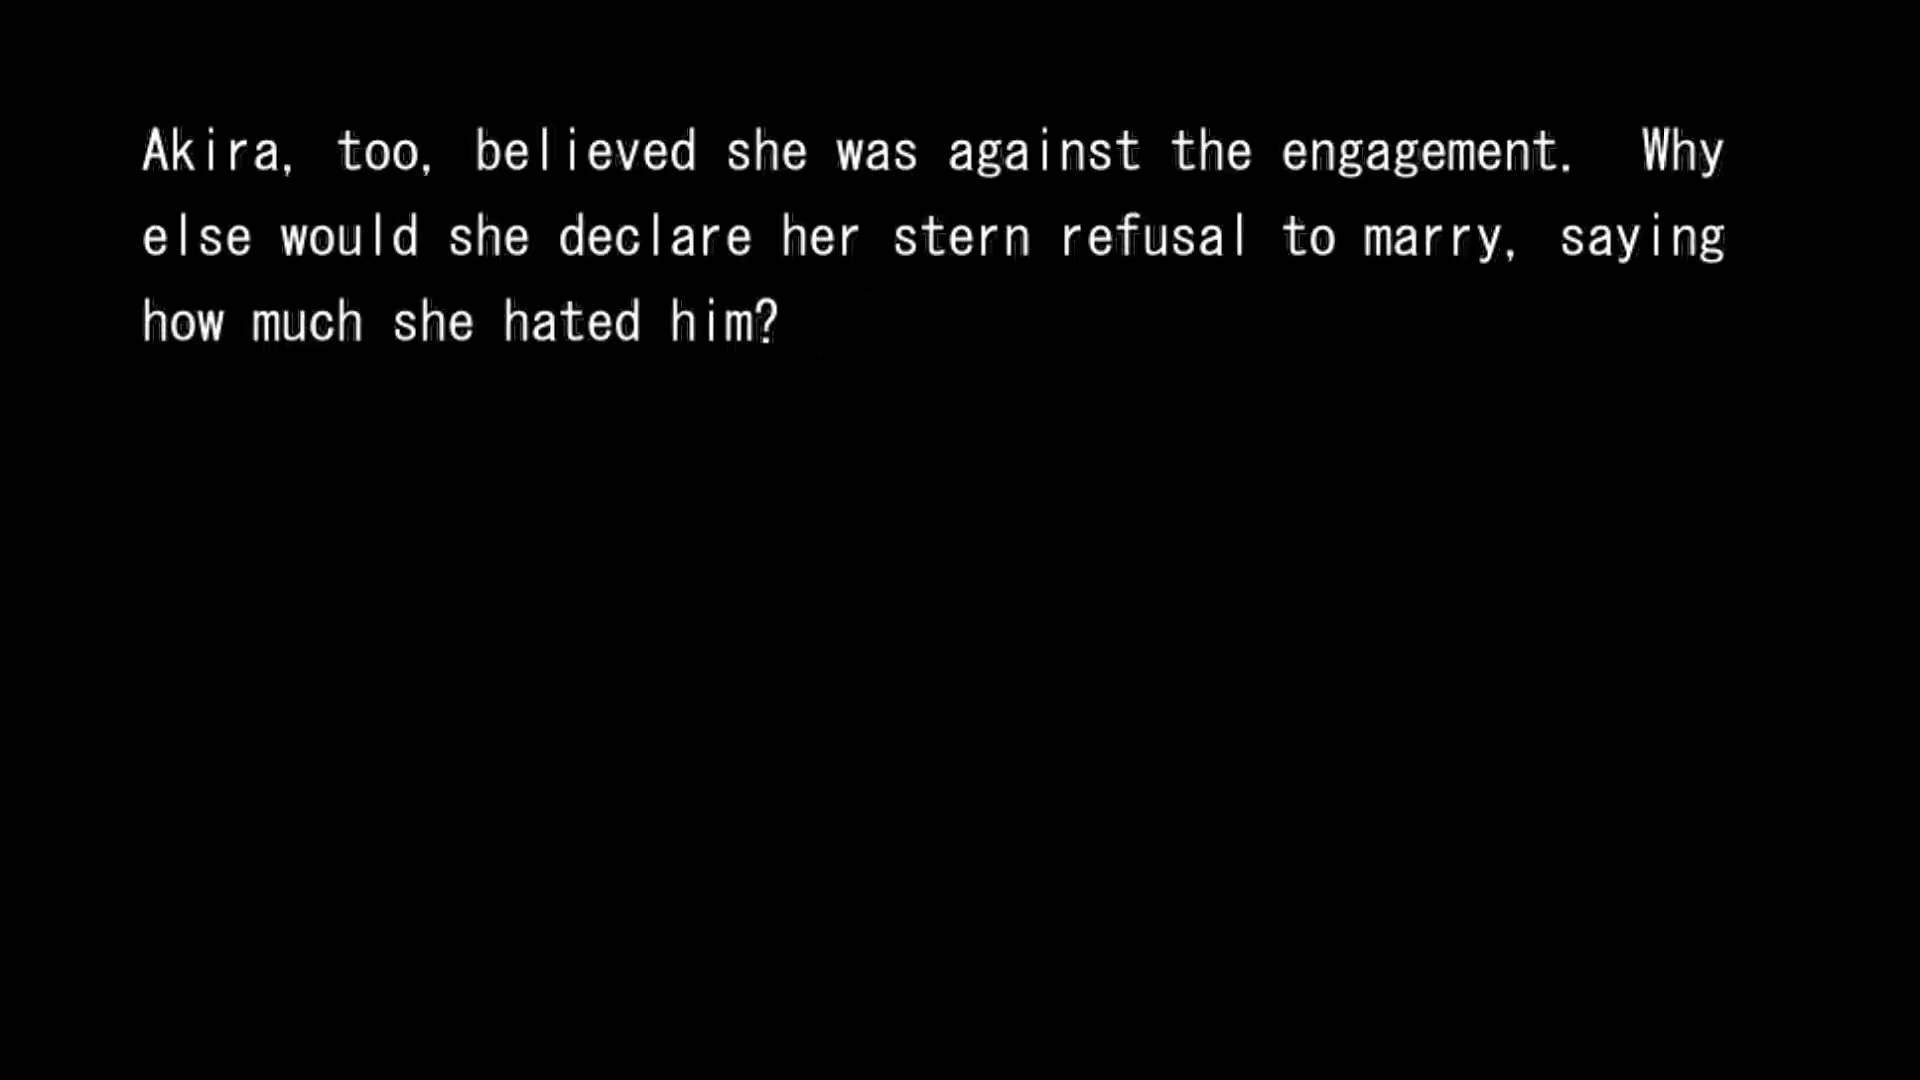 Akira, too, believed she was against the engagement.  Why
else would she declare her stern refusal to marry, saying
how much she hated him?